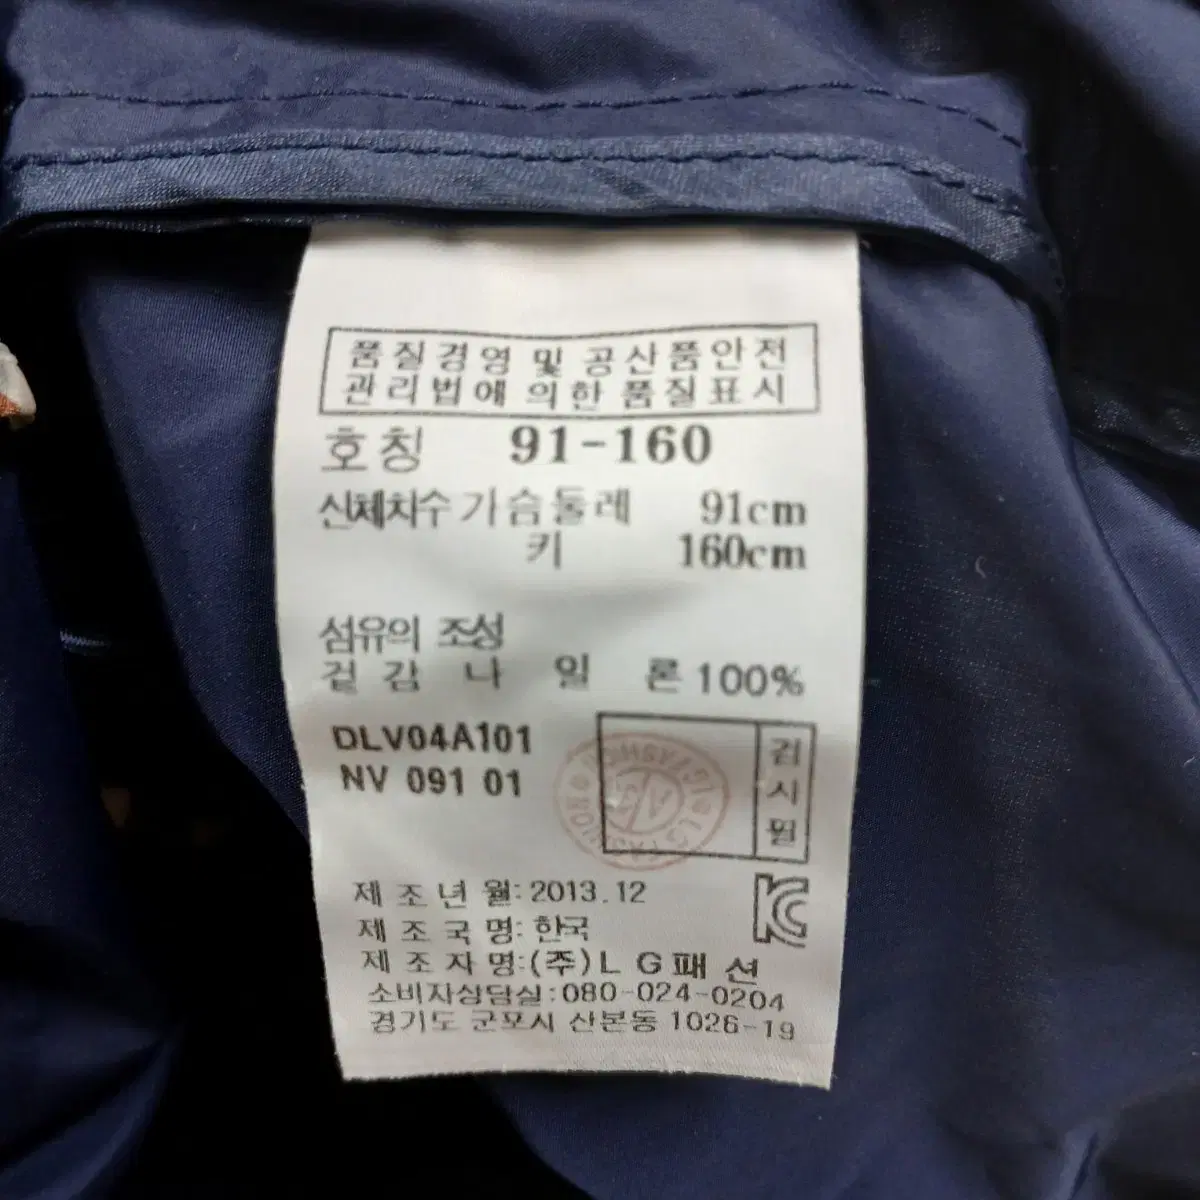 품질경영 및 공산품안전
관리법에 의한 품질표시
호칭 91-160
신체치수 가슴둘레 91cm
키 160cm
섬유의 조성
겉감 나일론 100%
DLV04A101
NV 091 01
검시필
제조년월: 2013.12
제조국명: 한국
제조자명: (주)LG패션
소비자상담실: 080-024-0204
경기도 군포시 산본동 1026-19